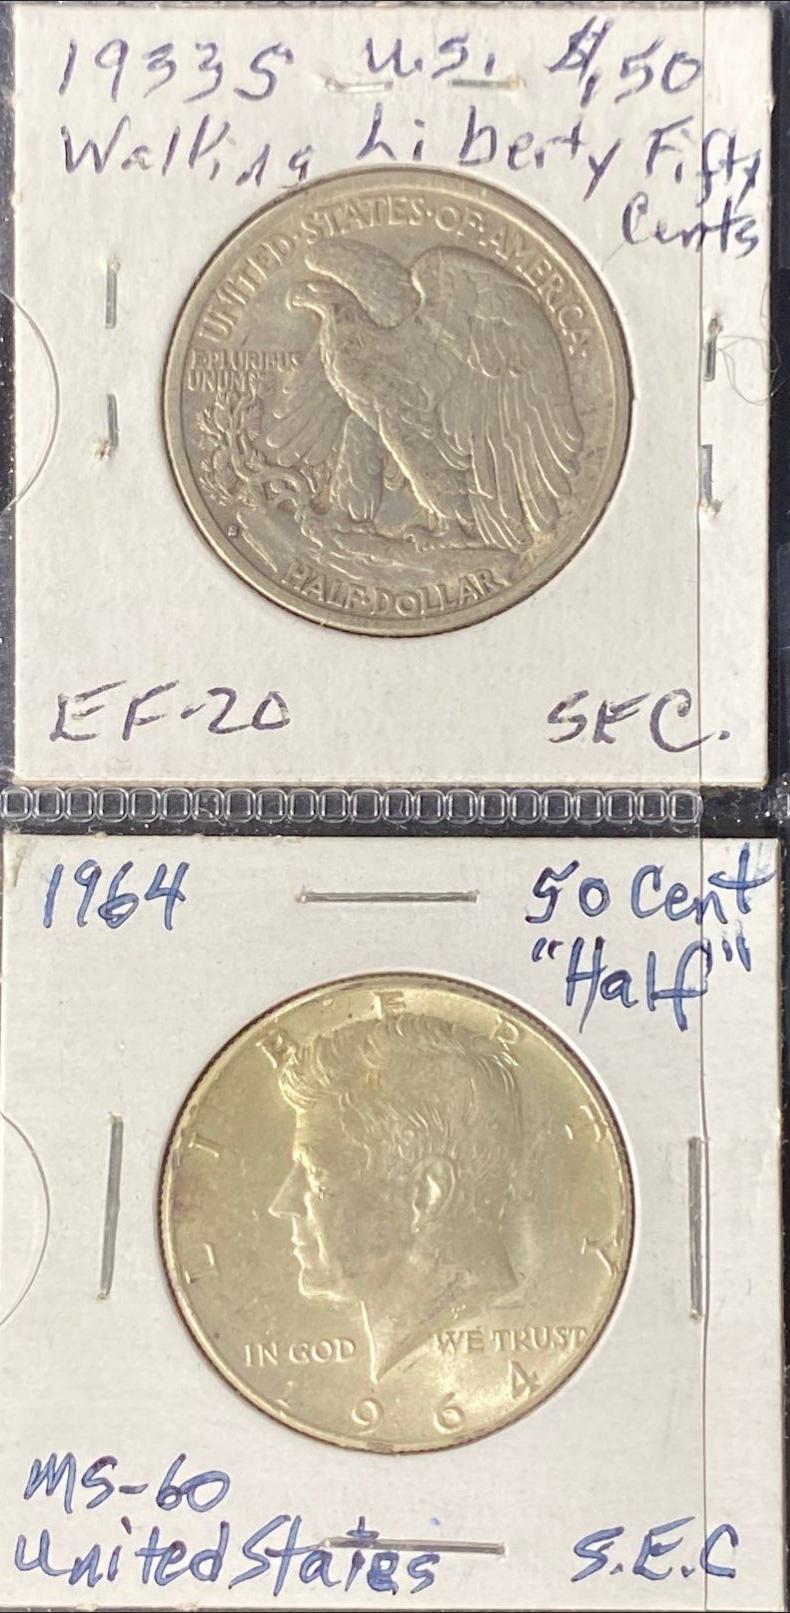 1933S U.S. $.50
Walking Liberty Fifty
Cents
UNITED·STATES·OF·AMERICA·
E·PLURIBUS
UNUM
S
HALF·DOLLAR
EF-20 SEC.
1964 50 Cent
"Half"
LIBERTY
IN GOD WE TRUST
1964
MS-60
United States S.E.C